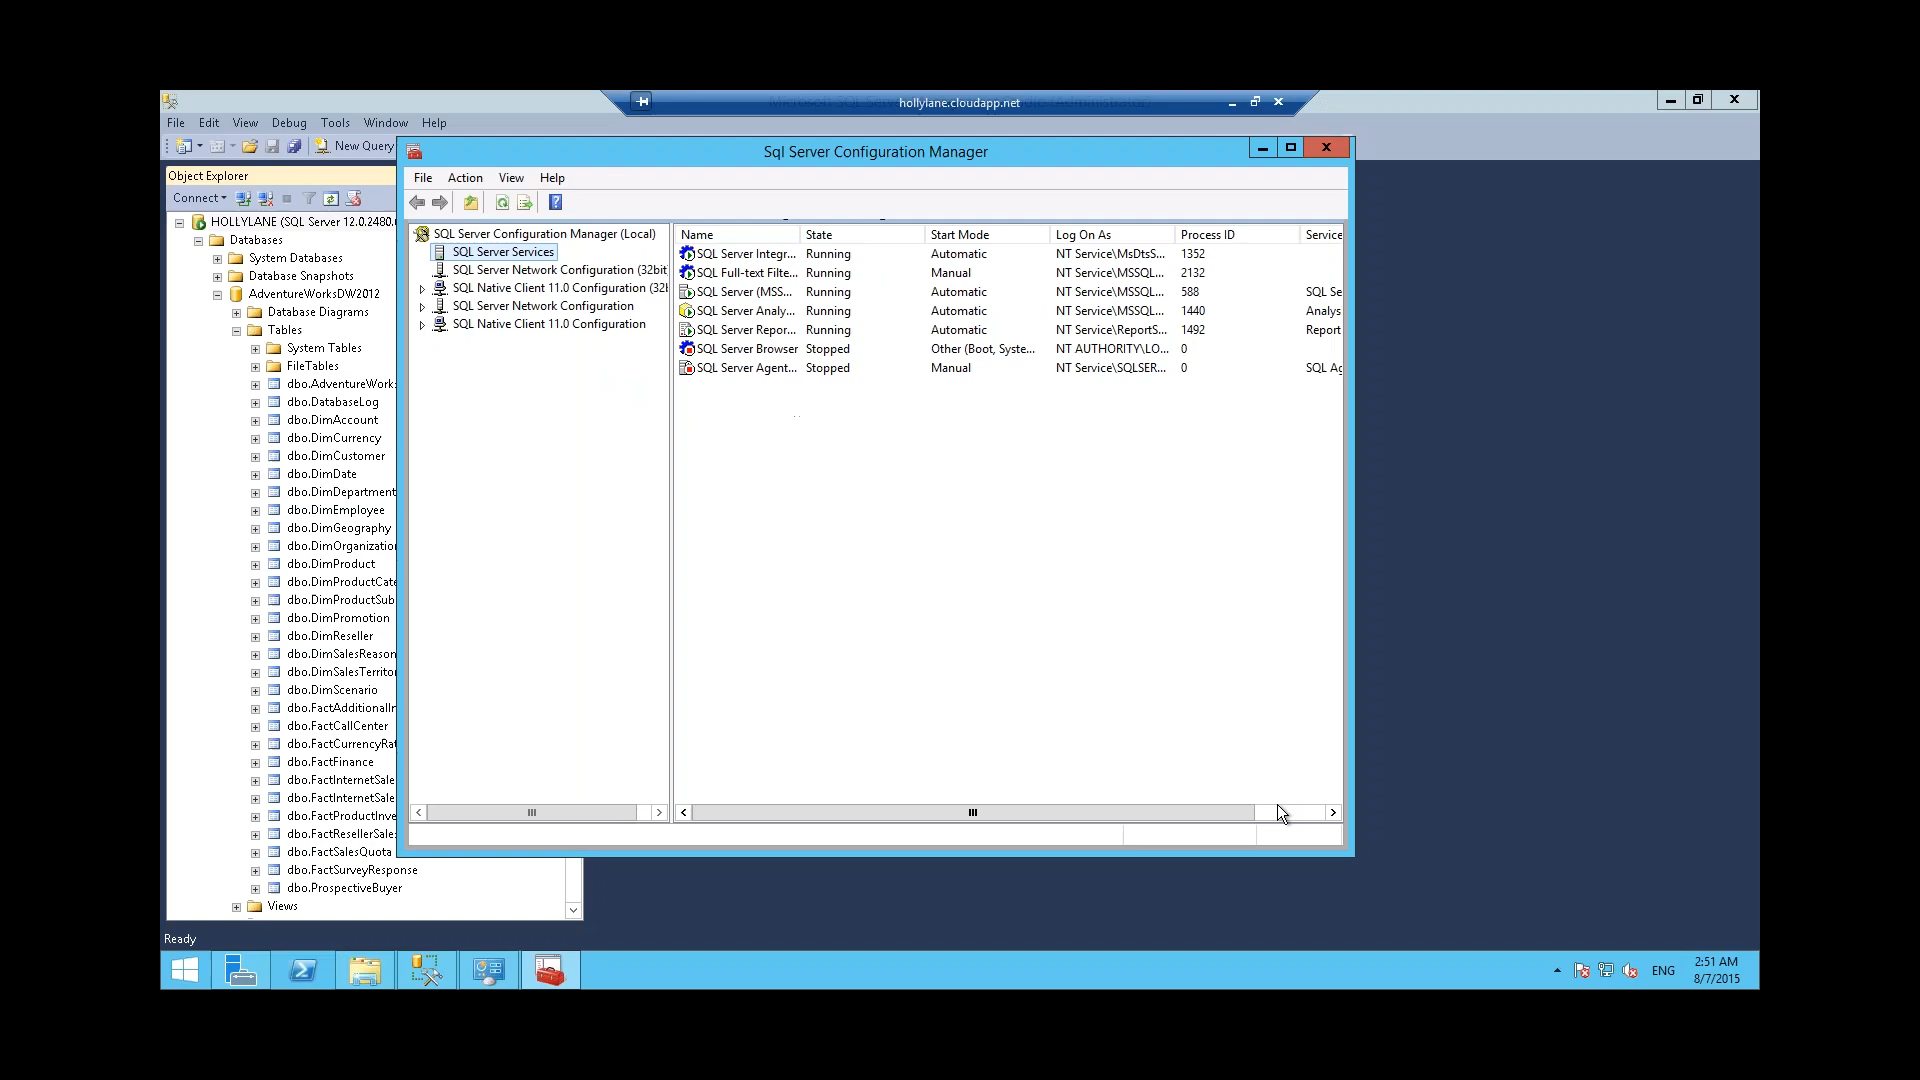 hollylane.cloudapp.net
File Edit View Debug Tools Window Help
New Query
Sql Server Configuration Manager
File Action View Help
Object Explorer
Connect
HOLLYLANE (SQL Server 12.0.2480.
Databases
System Databases
Database Snapshots
AdventureWorksDW2012
Database Diagrams
Tables
System Tables
FileTables
dbo.AdventureWorks
dbo.DatabaseLog
dbo.DimAccount
dbo.DimCurrency
dbo.DimCustomer
dbo.DimDate
dbo.DimDepartment
dbo.DimEmployee
dbo.DimGeography
dbo.DimOrganization
dbo.DimProduct
dbo.DimProductCate
dbo.DimProductSub
dbo.DimPromotion
dbo.DimReseller
dbo.DimSalesReason
dbo.DimSalesTerritor
dbo.DimScenario
dbo.FactAdditionalIn
dbo.FactCallCenter
dbo.FactCurrencyRat
dbo.FactFinance
dbo.FactInternetSale
dbo.FactInternetSale
dbo.FactProductInve
dbo.FactResellerSales
dbo.FactSalesQuota
dbo.FactSurveyResponse
dbo.ProspectiveBuyer
Views
SQL Server Configuration Manager (Local)
SQL Server Services
SQL Server Network Configuration (32bit
SQL Native Client 11.0 Configuration (32b
SQL Server Network Configuration
SQL Native Client 11.0 Configuration
Name State Start Mode Log On As Process ID Service
SQL Server Integr... Running Automatic NT Service\MsDtsS... 1352
SQL Full-text Filte... Running Manual NT Service\MSSQL... 2132
SQL Server (MSS... Running Automatic NT Service\MSSQL... 588 SQL Se
SQL Server Analy... Running Automatic NT Service\MSSQL... 1440 Analys
SQL Server Repor... Running Automatic NT Service\ReportS... 1492 Report
SQL Server Browser Stopped Other (Boot, Syste... NT AUTHORITY\LO... 0
SQL Server Agent... Stopped Manual NT Service\SQLSER... 0 SQL Ag
Ready
ENG
2:51 AM
8/7/2015